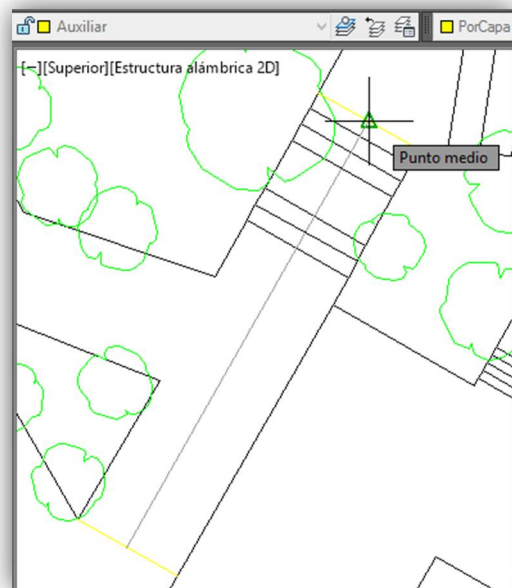 Auxiliar
PorCapa
[−][Superior][Estructura alámbrica 2D]
Punto medio